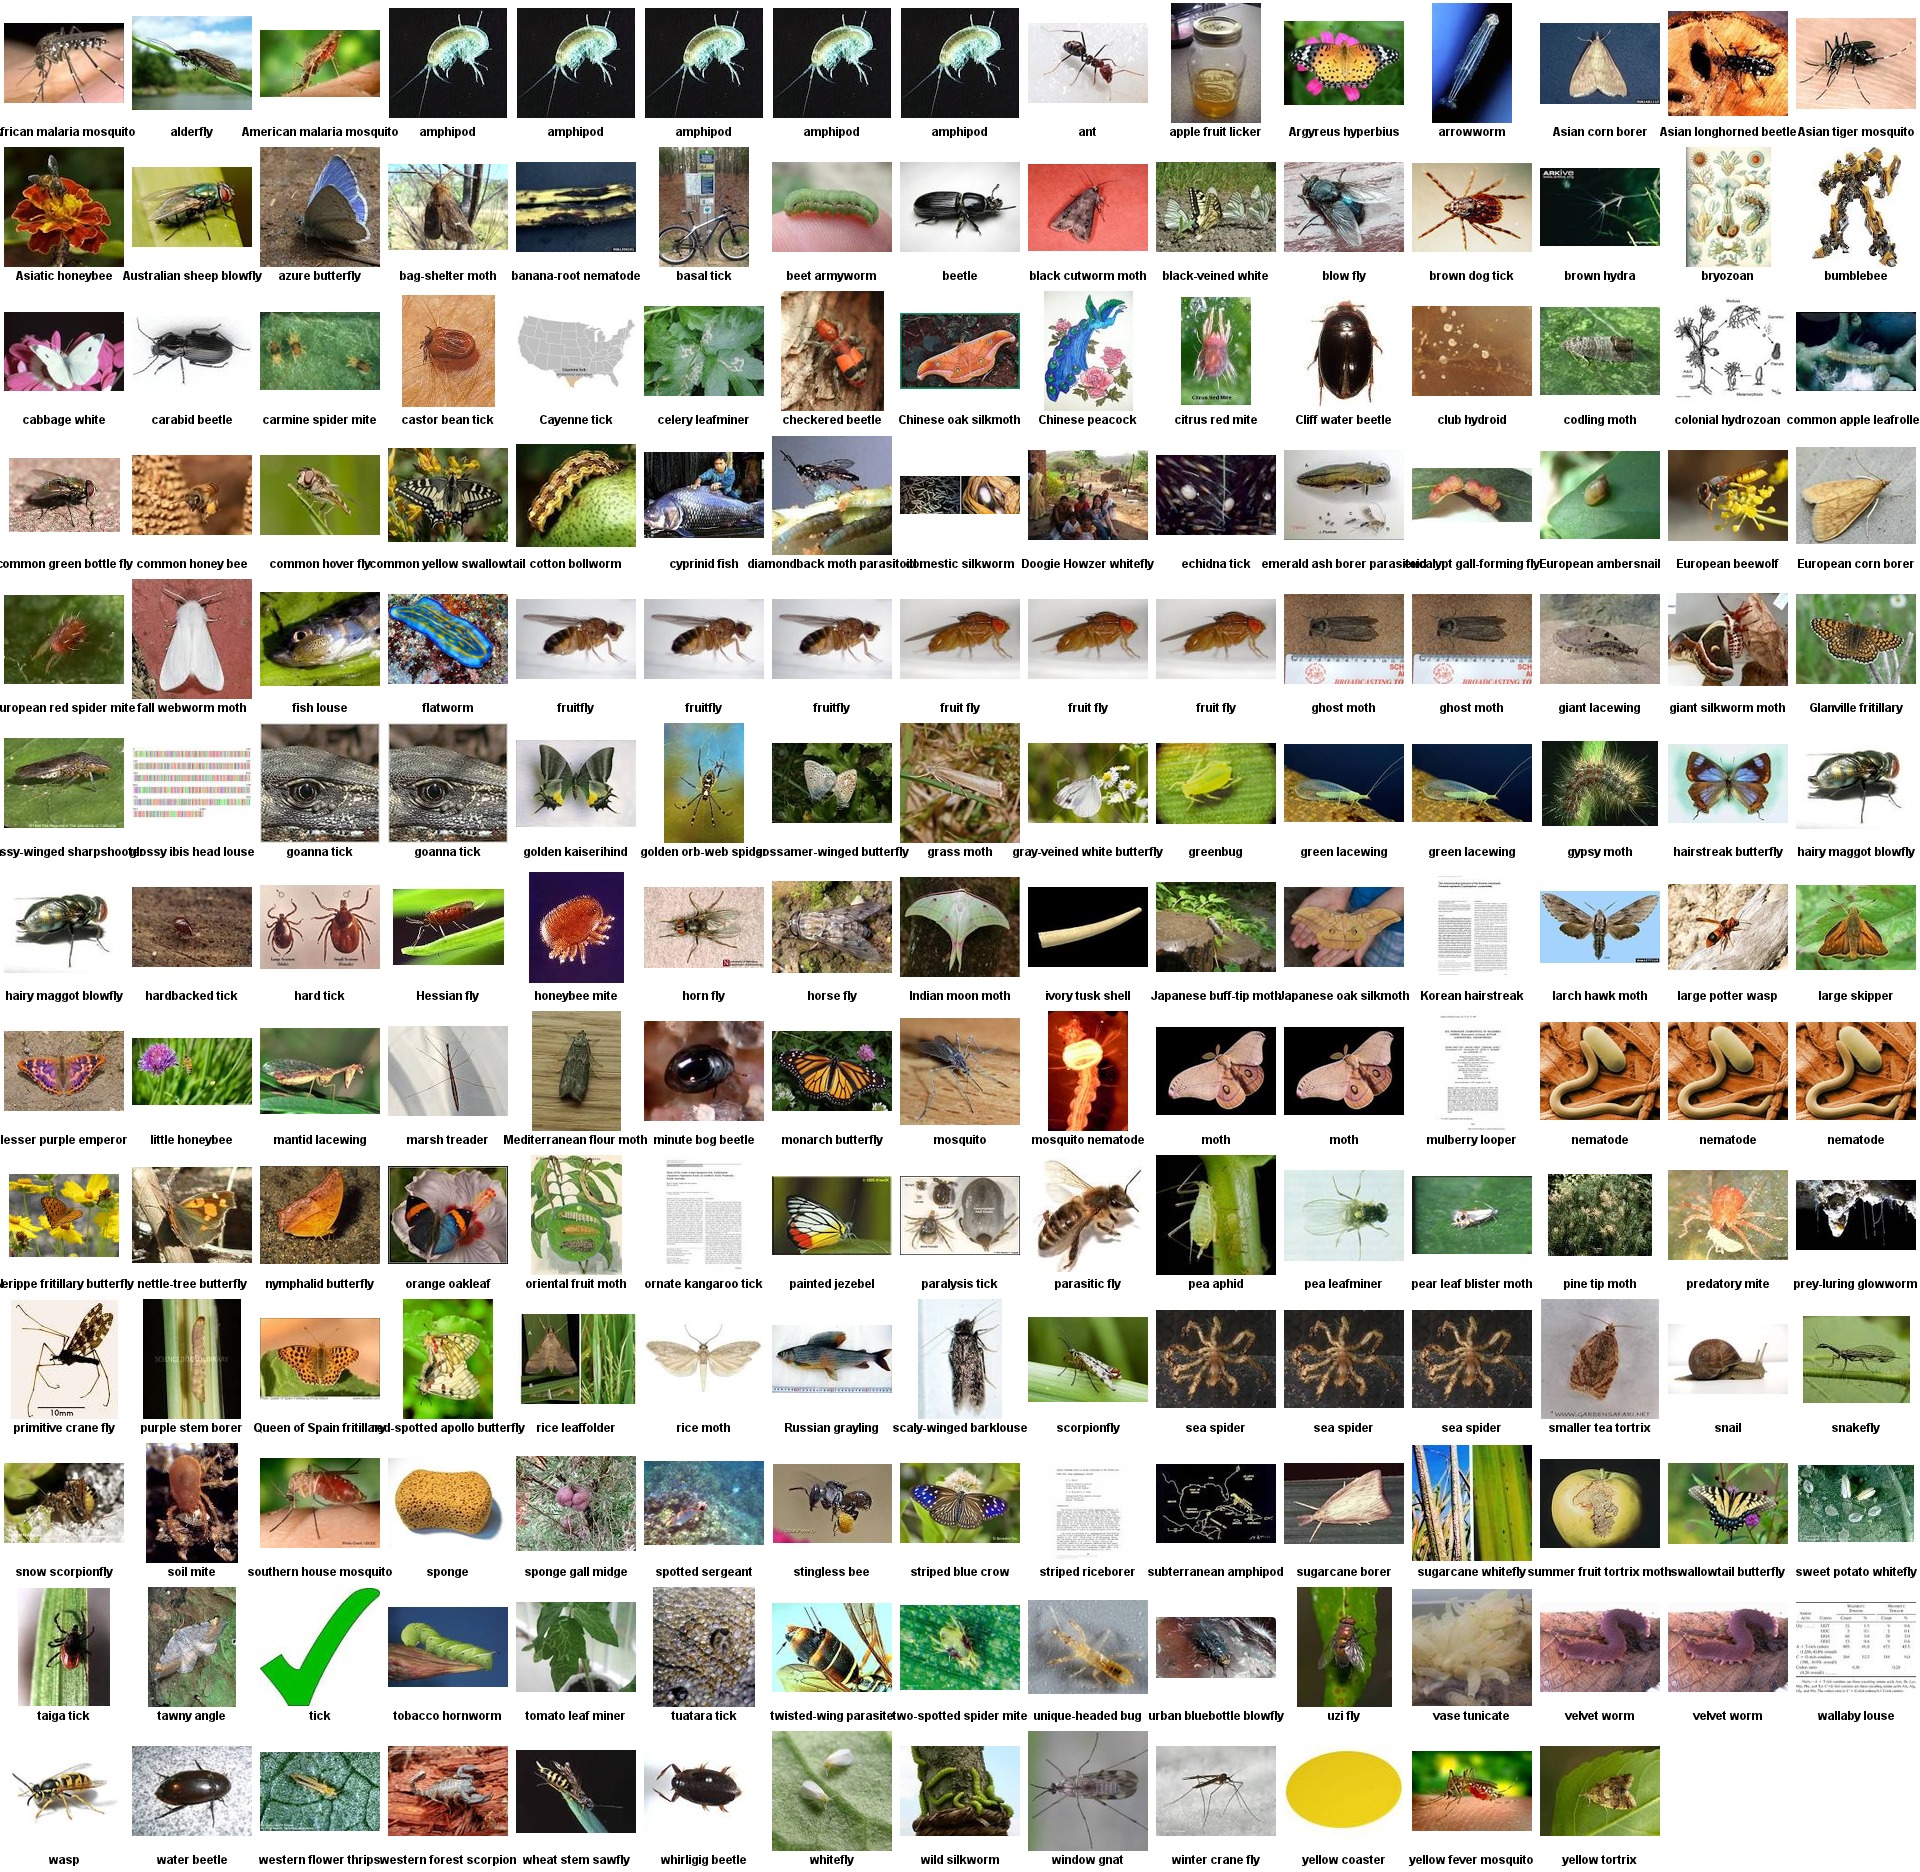 frican malaria mosquito alderfly American malaria mosquito amphipod amphipod amphipod amphipod amphipod ant apple fruit licker Argyreus hyperbius arrowworm Asian corn borer Asian longhorned beetle Asian tiger mosquito
ARKive
Asiatic honeybee Australian sheep blowfly azure butterfly bag-shelter moth banana-root nematode basal tick beet armyworm beetle black cutworm moth black-veined white blow fly brown dog tick brown hydra bryozoan bumblebee
Citrus Red Mite
cabbage white carabid beetle carmine spider mite castor bean tick Cayenne tick celery leafminer checkered beetle Chinese oak silkmoth Chinese peacock citrus red mite Cliff water beetle club hydroid codling moth colonial hydrozoan common apple leafrolle
common green bottle fly common honey bee common hover fly common yellow swallowtail cotton bollworm cyprinid fish diamondback moth parasitoid domestic silkworm Doogie Howzer whitefly echidna tick emerald ash borer parasitoid eucalypt gall-forming fly European ambersnail European beewolf European corn borer
SCH
BROADCASTING TO
SCH
BROADCASTING TO
uropean red spider mite fall webworm moth fish louse flatworm fruitfly fruitfly fruitfly fruit fly fruit fly fruit fly ghost moth ghost moth giant lacewing giant silkworm moth Glanville fritillary
ssy-winged sharpshooter glossy ibis head louse goanna tick goanna tick golden kaiserihind golden orb-web spider gossamer-winged butterfly grass moth gray-veined white butterfly greenbug green lacewing green lacewing gypsy moth hairstreak butterfly hairy maggot blowfly
hairy maggot blowfly hardbacked tick hard tick Hessian fly honeybee mite horn fly horse fly Indian moon moth ivory tusk shell Japanese buff-tip moth Japanese oak silkmoth Korean hairstreak larch hawk moth large potter wasp large skipper
lesser purple emperor little honeybee mantid lacewing marsh treader Mediterranean flour moth minute bog beetle monarch butterfly mosquito mosquito nematode moth moth mulberry looper nematode nematode nematode
Nerippe fritillary butterfly nettle-tree butterfly nymphalid butterfly orange oakleaf oriental fruit moth ornate kangaroo tick painted jezebel paralysis tick parasitic fly pea aphid pea leafminer pear leaf blister moth pine tip moth predatory mite prey-luring glowworm
10mm
WWW.GARDENSAFARI.NET
primitive crane fly purple stem borer Queen of Spain fritillary red-spotted apollo butterfly rice leaffolder rice moth Russian grayling scaly-winged barklouse scorpionfly sea spider sea spider sea spider smaller tea tortrix snail snakefly
snow scorpionfly soil mite southern house mosquito sponge sponge gall midge spotted sergeant stingless bee striped blue crow striped riceborer subterranean amphipod sugarcane borer sugarcane whitefly summer fruit tortrix moth swallowtail butterfly sweet potato whitefly
taiga tick tawny angle tick tobacco hornworm tomato leaf miner tuatara tick twisted-wing parasite two-spotted spider mite unique-headed bug urban bluebottle blowfly uzi fly vase tunicate velvet worm velvet worm wallaby louse
wasp water beetle western flower thrips western forest scorpion wheat stem sawfly whirligig beetle whitefly wild silkworm window gnat winter crane fly yellow coaster yellow fever mosquito yellow tortrix